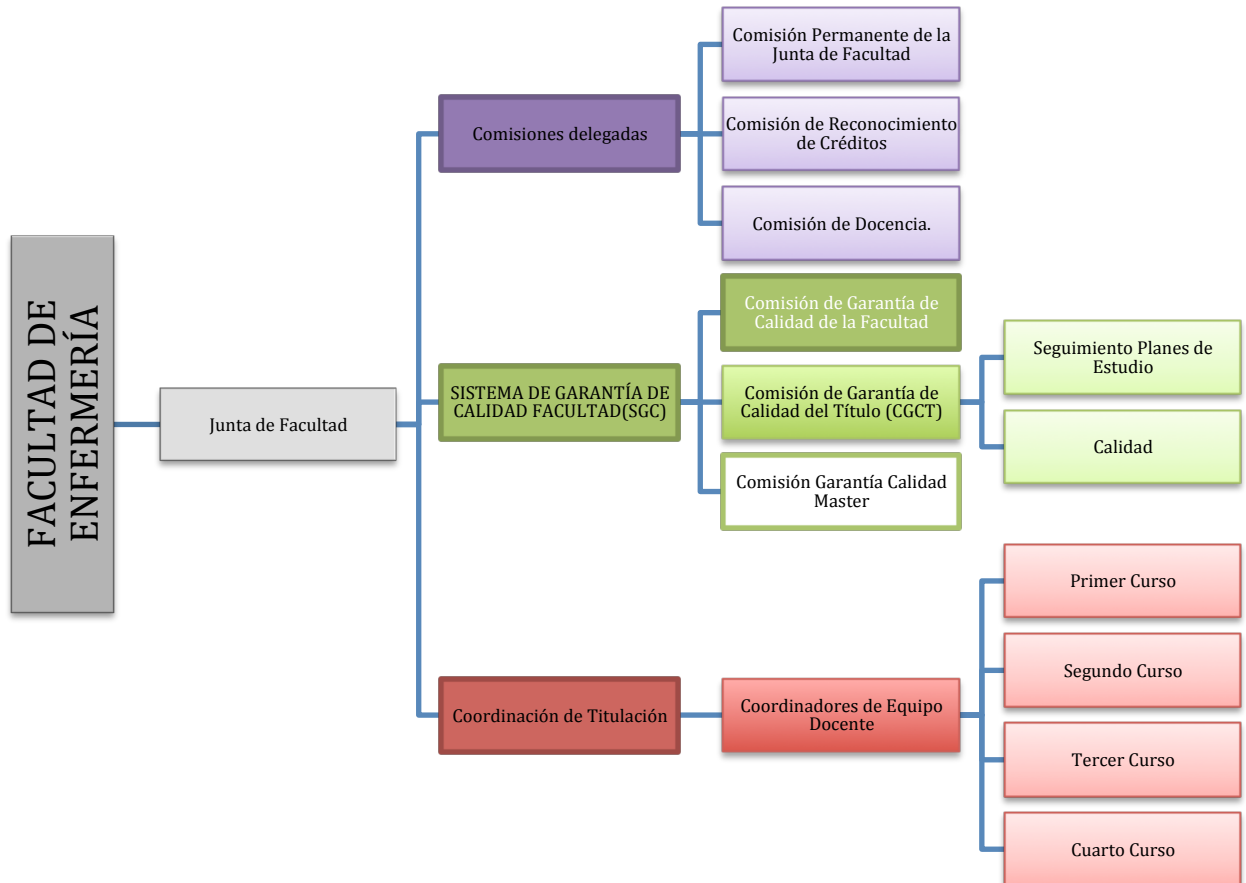 FACULTAD DE
ENFERMERÍA
Junta de Facultad
Comisiones delegadas
Comisión Permanente de la
Junta de Facultad
Comisión de Reconocimiento
de Créditos
Comisión de Docencia.
SISTEMA DE GARANTÍA DE
CALIDAD FACULTAD(SGC)
Comisión de Garantía de
Calidad de la Facultad
Comisión de Garantía de
Calidad del Título (CGCT)
Seguimiento Planes de
Estudio
Calidad
Comisión Garantía Calidad
Master
Coordinación de Titulación
Coordinadores de Equipo
Docente
Primer Curso
Segundo Curso
Tercer Curso
Cuarto Curso